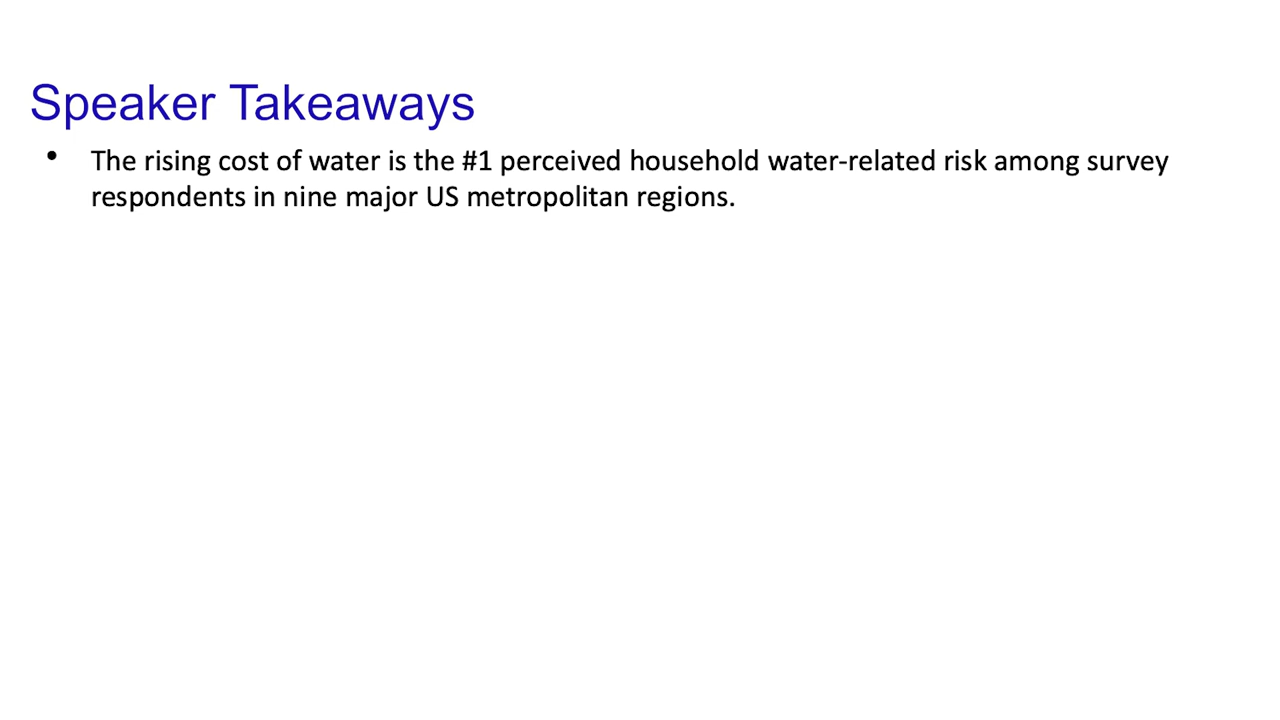 Speaker Takeaways
• The rising cost of water is the #1 perceived household water-related risk among survey
respondents in nine major US metropolitan regions.